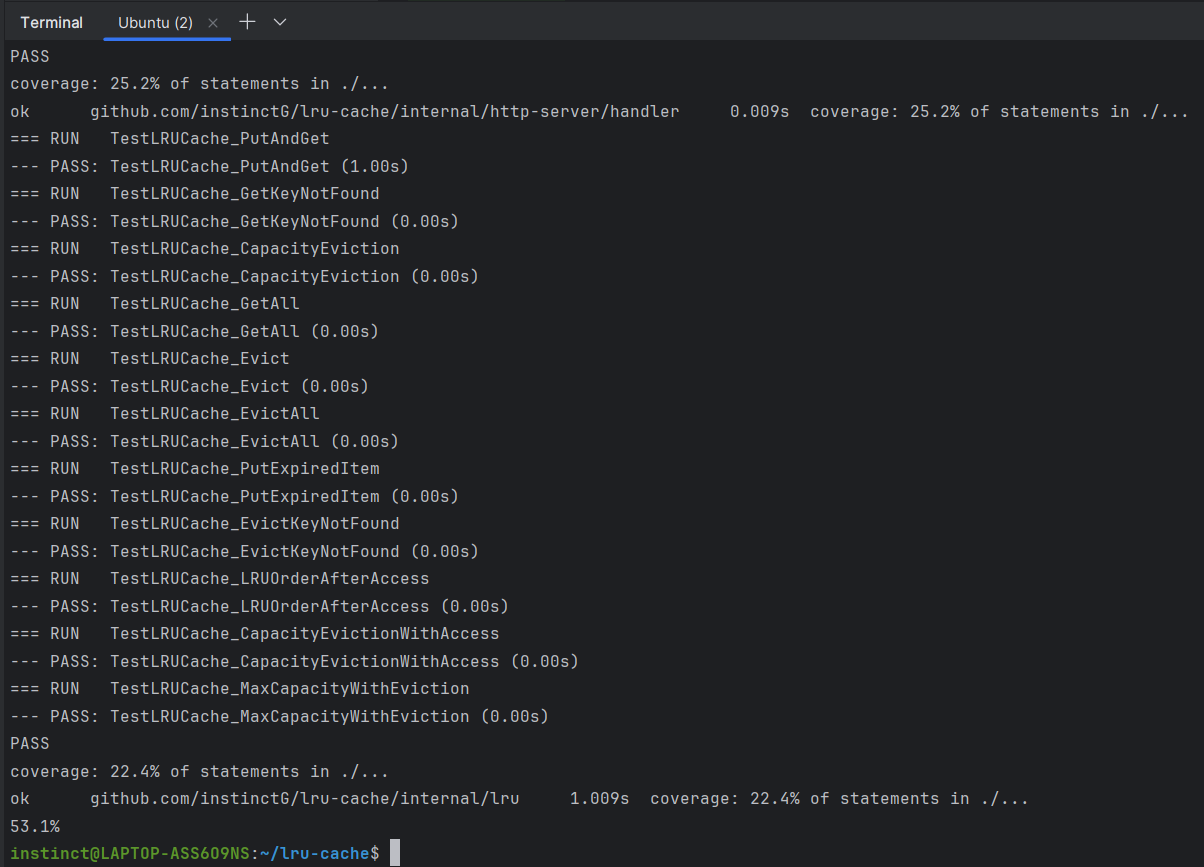 Terminal Ubuntu (2)
PASS
coverage: 25.2% of statements in ./...
ok      github.com/instinctG/lru-cache/internal/http-server/handler     0.009s  coverage: 25.2% of statements in ./...
=== RUN   TestLRUCache_PutAndGet
--- PASS: TestLRUCache_PutAndGet (1.00s)
=== RUN   TestLRUCache_GetKeyNotFound
--- PASS: TestLRUCache_GetKeyNotFound (0.00s)
=== RUN   TestLRUCache_CapacityEviction
--- PASS: TestLRUCache_CapacityEviction (0.00s)
=== RUN   TestLRUCache_GetAll
--- PASS: TestLRUCache_GetAll (0.00s)
=== RUN   TestLRUCache_Evict
--- PASS: TestLRUCache_Evict (0.00s)
=== RUN   TestLRUCache_EvictAll
--- PASS: TestLRUCache_EvictAll (0.00s)
=== RUN   TestLRUCache_PutExpiredItem
--- PASS: TestLRUCache_PutExpiredItem (0.00s)
=== RUN   TestLRUCache_EvictKeyNotFound
--- PASS: TestLRUCache_EvictKeyNotFound (0.00s)
=== RUN   TestLRUCache_LRUOrderAfterAccess
--- PASS: TestLRUCache_LRUOrderAfterAccess (0.00s)
=== RUN   TestLRUCache_CapacityEvictionWithAccess
--- PASS: TestLRUCache_CapacityEvictionWithAccess (0.00s)
=== RUN   TestLRUCache_MaxCapacityWithEviction
--- PASS: TestLRUCache_MaxCapacityWithEviction (0.00s)
PASS
coverage: 22.4% of statements in ./...
ok      github.com/instinctG/lru-cache/internal/lru     1.009s  coverage: 22.4% of statements in ./...
53.1%
instinct@LAPTOP-ASS6O9NS:~/lru-cache$